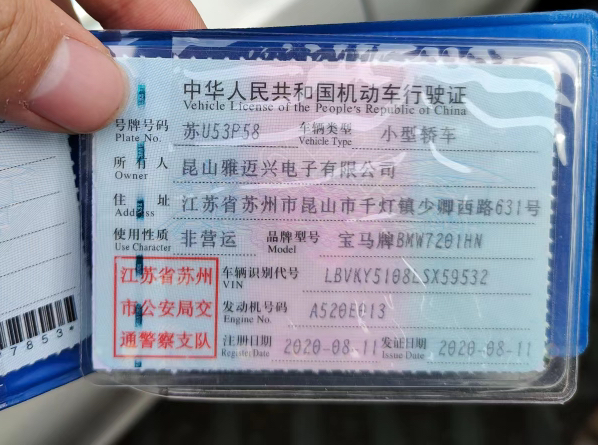 中华人民共和国机动车行驶证
Vehicle License of the People's Republic of China
号牌号码 苏U53P58 车辆类型 小型轿车
Plate No. Vehicle Type
所有人 昆山雅迈兴电子有限公司
Owner
住址 江苏省苏州市昆山市千灯镇少卿西路631号
Address
使用性质 非营运 品牌型号 宝马牌BMW7201HN
Use Character Model
江苏省苏州 车辆识别代号 LBVKY5108LSX59532
VIN
市公安局交 发动机号码 A520E013
Engine No.
通警察支队 注册日期 2020-08-11 发证日期 2020-08-11
Register Date Issue Date
7853*